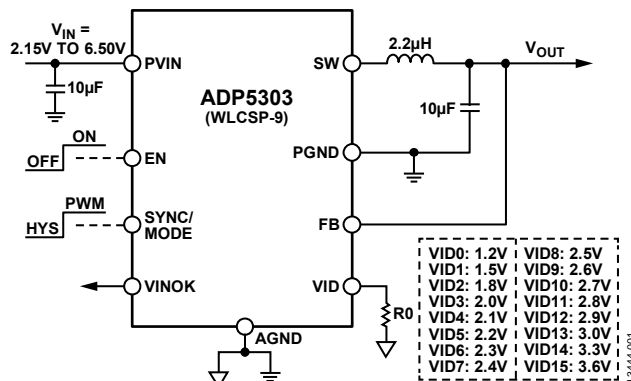 VIN =
2.15V TO 6.50V
10µF
ON
OFF
PWM
HYS
PVIN
EN
SYNC/
MODE
VINOK
ADP5303
(WLCSP-9)
SW
PGND
FB
VID
AGND
2.2µH
VOUT
10µF
R0
VID0: 1.2V
VID1: 1.5V
VID2: 1.8V
VID3: 2.0V
VID4: 2.1V
VID5: 2.2V
VID6: 2.3V
VID7: 2.4V
VID8: 2.5V
VID9: 2.6V
VID10: 2.7V
VID11: 2.8V
VID12: 2.9V
VID13: 3.0V
VID14: 3.3V
VID15: 3.6V
13444-001